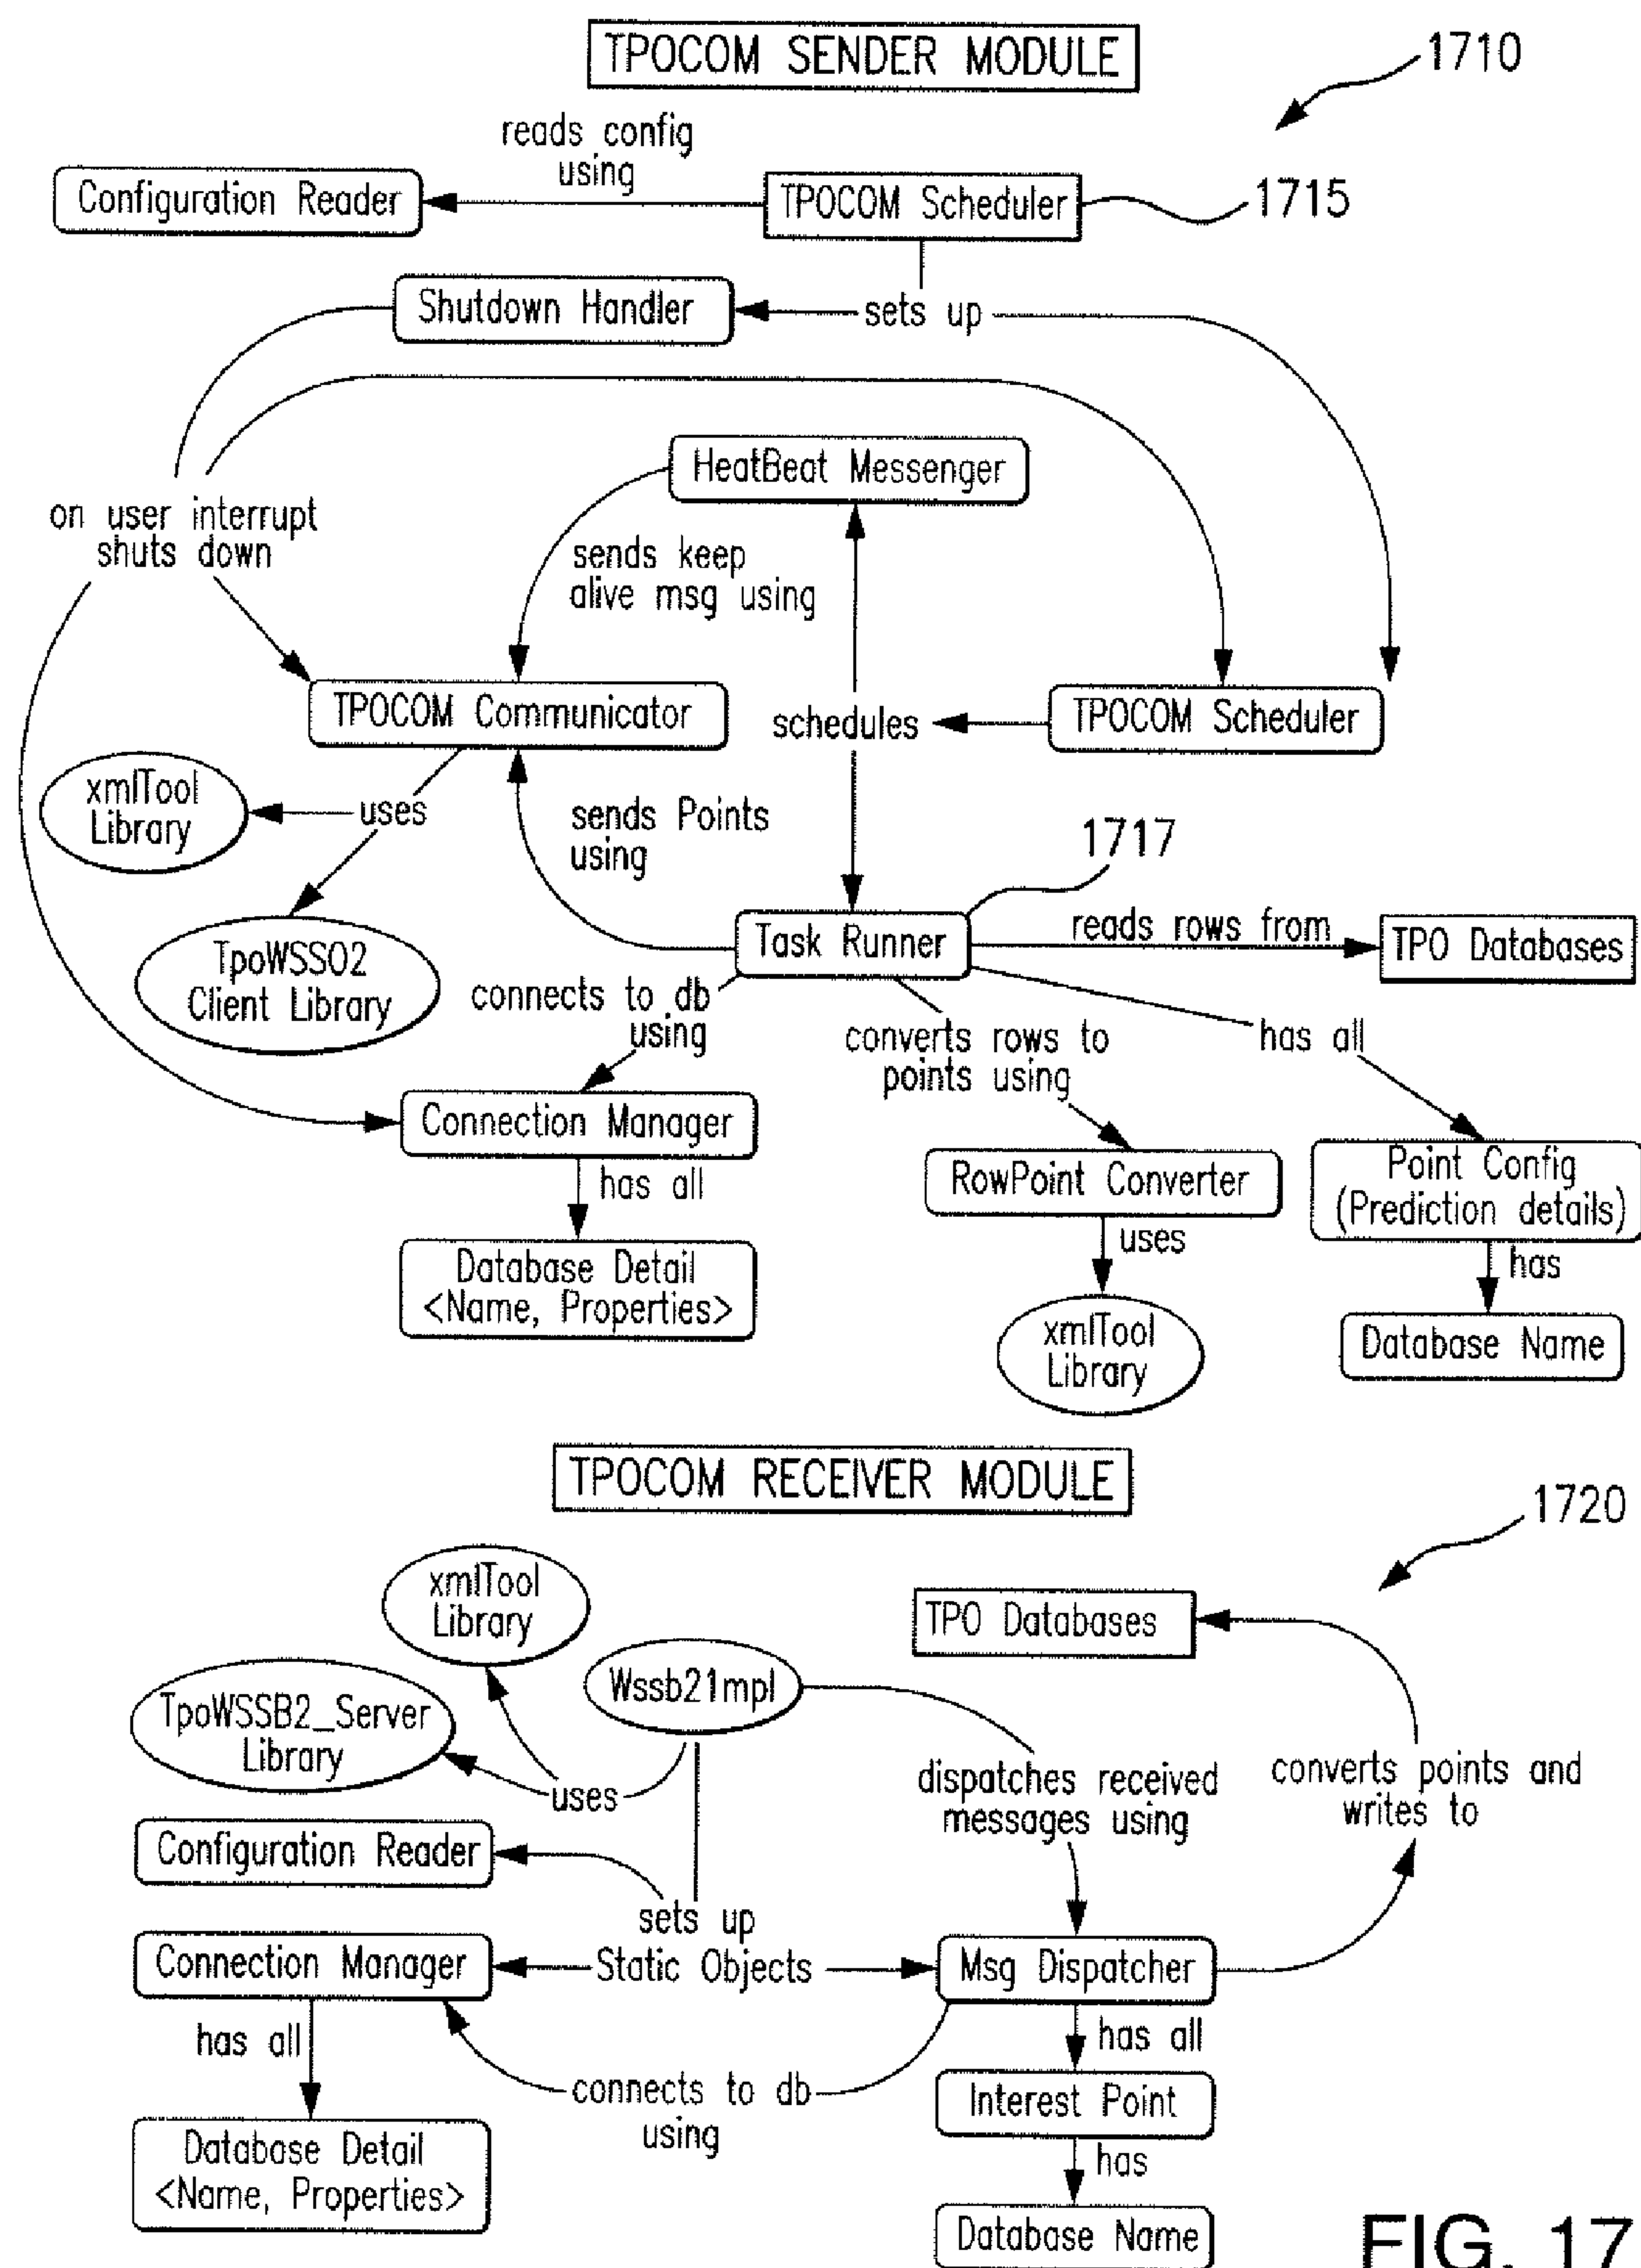 TPOCOM SENDER MODULE
1710
reads config
using
Configuration Reader
TPOCOM Scheduler
1715
Shutdown Handler
sets up
HeatBeat Messenger
on user interrupt
shuts down
sends keep
alive msg using
TPOCOM Communicator
schedules
TPOCOM Scheduler
xmlTool
Library
uses
sends Points
using
1717
Task Runner
reads rows from
TPO Databases
TpoWSSO2
Client Library
connects to db
using
converts rows to
points using
has all
Connection Manager
has all
RowPoint Converter
Point Config
(Prediction details)
uses
has
Database Detail
<Name, Properties>
xmlTool
Library
Database Name
TPOCOM RECEIVER MODULE
1720
xmlTool
Library
TPO Databases
Wssb21mpl
TpoWSSB2_Server
Library
uses
dispatches received
messages using
converts points and
writes to
Configuration Reader
sets up
Static Objects
Connection Manager
Msg Dispatcher
has all
has all
connects to db
using
Interest Point
Database Detail
<Name, Properties>
has
Database Name
FIG. 17